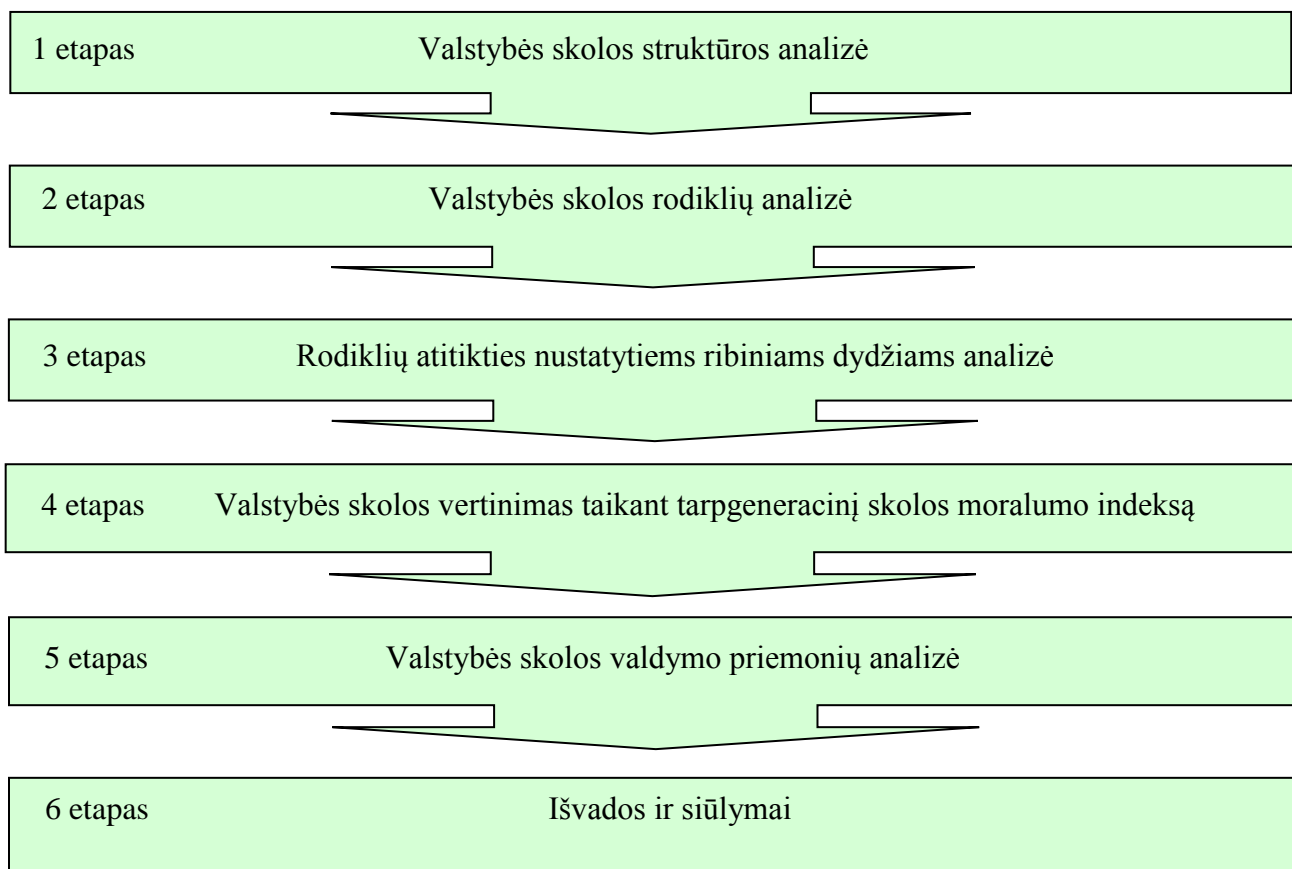 1 etapas Valstybės skolos struktūros analizė
2 etapas Valstybės skolos rodiklių analizė
3 etapas Rodiklių atitikties nustatytiems ribiniams dydžiams analizė
4 etapas Valstybės skolos vertinimas taikant tarpgeneracinį skolos moralumo indeksą
5 etapas Valstybės skolos valdymo priemonių analizė
6 etapas Išvados ir siūlymai